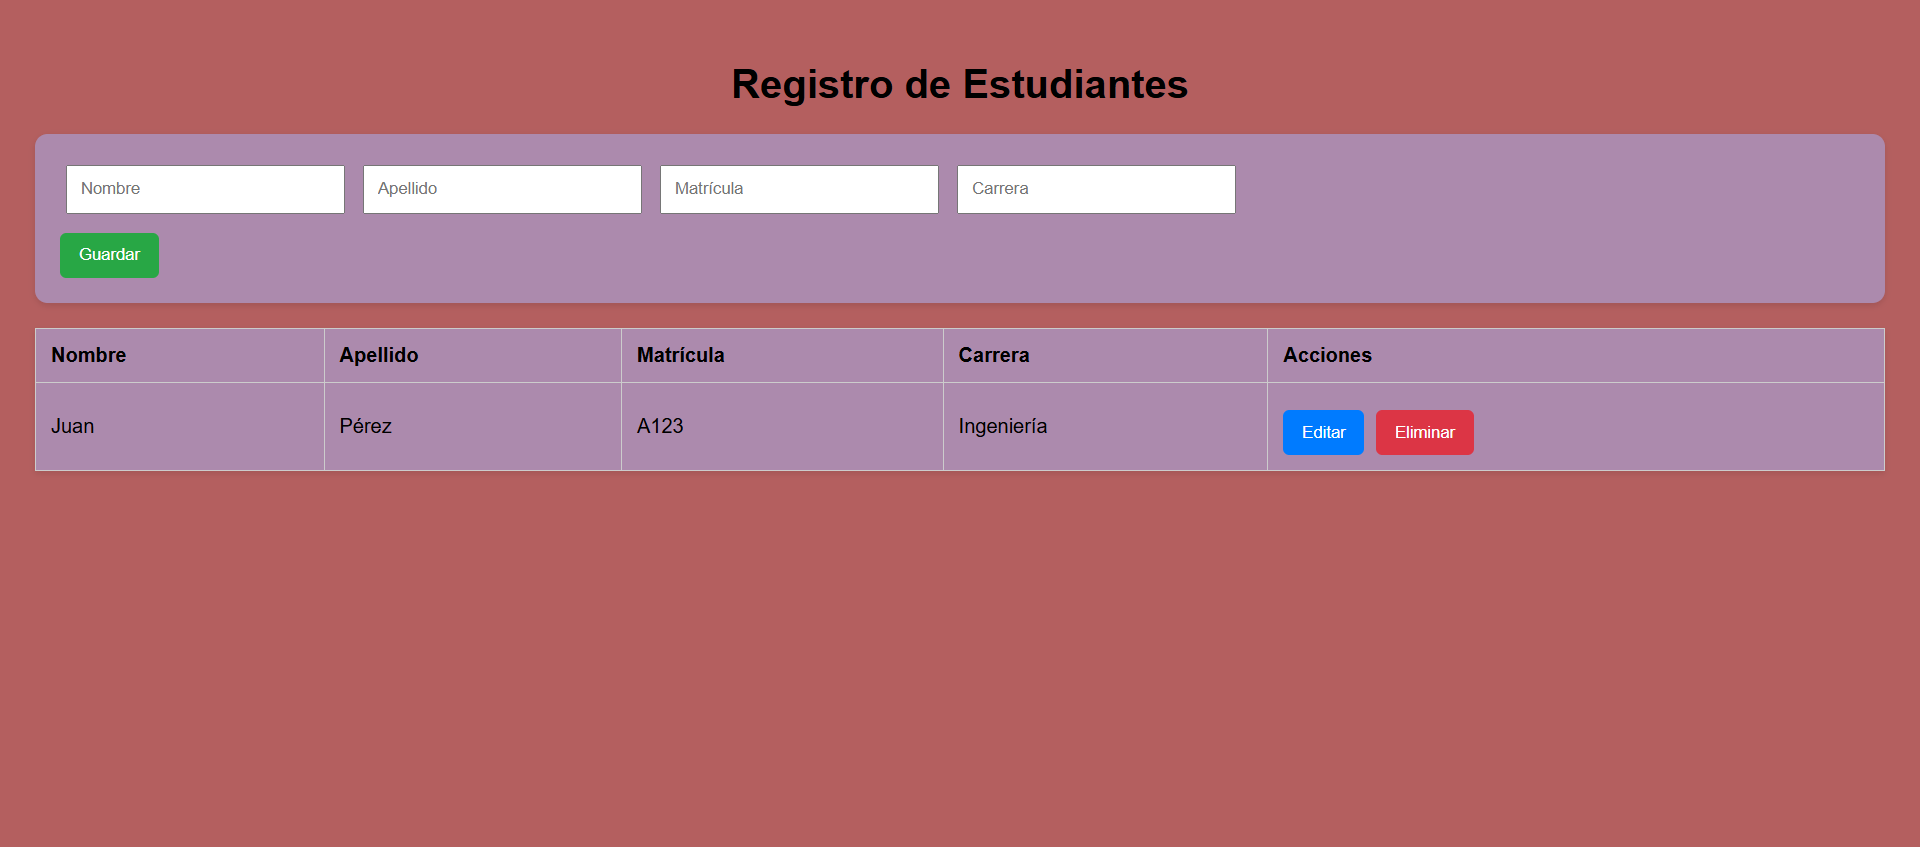 Registro de Estudiantes
Nombre Apellido Matrícula Carrera
Guardar
Nombre Apellido Matrícula Carrera Acciones
Juan Pérez A123 Ingeniería Editar Eliminar